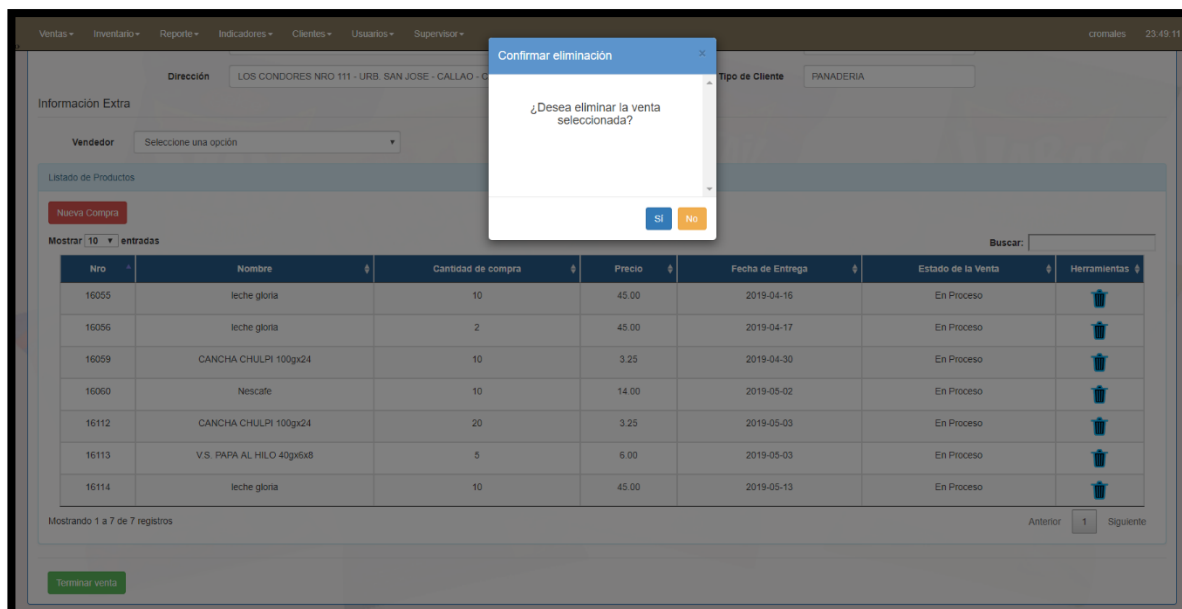 Ventas Inventario Reporte Indicadores Clientes Usuarios Supervisor cromales 23:49:11
Confirmar eliminación x
Dirección LOS CONDORES NRO 111 - URB. SAN JOSE - CALLAO - C Tipo de Cliente PANADERIA
Información Extra
¿Desea eliminar la venta
seleccionada?
Vendedor Seleccione una opción
Listado de Productos
Nueva Compra
Sí No
Mostrar 10 entradas Buscar:
Nro Nombre Cantidad de compra Precio Fecha de Entrega Estado de la Venta Herramientas
16055 leche gloria 10 45.00 2019-04-16 En Proceso
16056 leche gloria 2 45.00 2019-04-17 En Proceso
16059 CANCHA CHULPI 100gx24 10 3.25 2019-04-30 En Proceso
16060 Nescafe 10 14.00 2019-05-02 En Proceso
16112 CANCHA CHULPI 100gx24 20 3.25 2019-05-03 En Proceso
16113 V.S. PAPA AL HILO 40gx6x8 5 6.00 2019-05-03 En Proceso
16114 leche gloria 10 45.00 2019-05-13 En Proceso
Mostrando 1 a 7 de 7 registros Anterior 1 Siguiente
Terminar venta